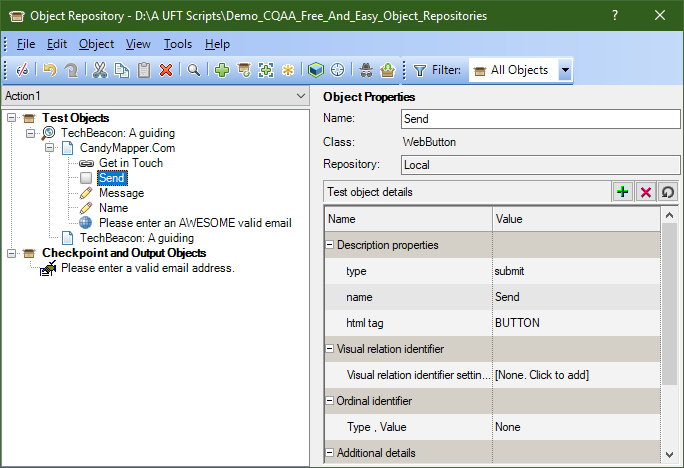 Object Repository - D:\A UFT Scripts\Demo_CQAA_Free_And_Easy_Object_Repositories
File Edit Object View Tools Help
Filter: All Objects
Action1
Test Objects
TechBeacon: A guiding
CandyMapper.Com
Get in Touch
Send
Message
Name
Please enter an AWESOME valid email
TechBeacon: A guiding
Checkpoint and Output Objects
Please enter a valid email address.
Object Properties
Name: Send
Class: WebButton
Repository: Local
Test object details
Name Value
Description properties
type submit
name Send
html tag BUTTON
Visual relation identifier
Visual relation identifier settin... [None. Click to add]
Ordinal identifier
Type , Value None
Additional details